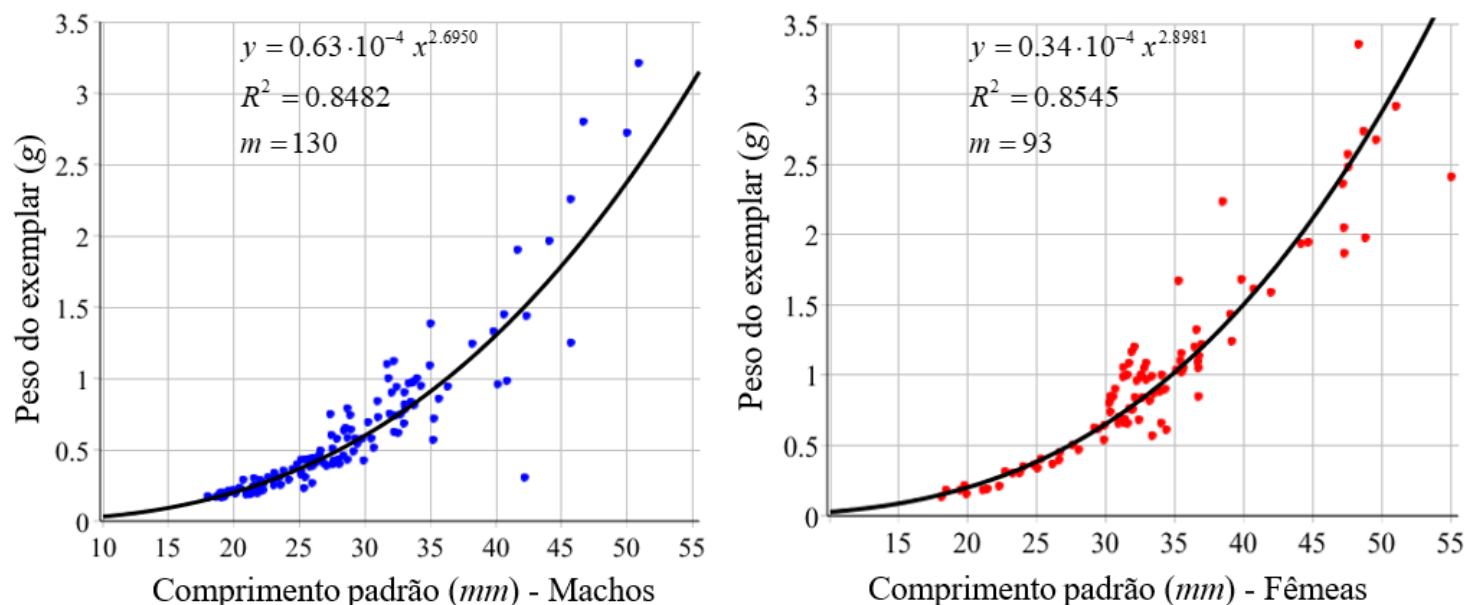 y = 0.63·10⁻⁴ x^2.6950
R² = 0.8482
m = 130
3.5
3
2.5
2
1.5
1
0.5
0
Peso do exemplar (g)
10 15 20 25 30 35 40 45 50 55
Comprimento padrão (mm) - Machos
y = 0.34·10⁻⁴ x^2.8981
R² = 0.8545
m = 93
3.5
3
2.5
2
1.5
1
0.5
0
Peso do exemplar (g)
15 20 25 30 35 40 45 50 55
Comprimento padrão (mm) - Fêmeas